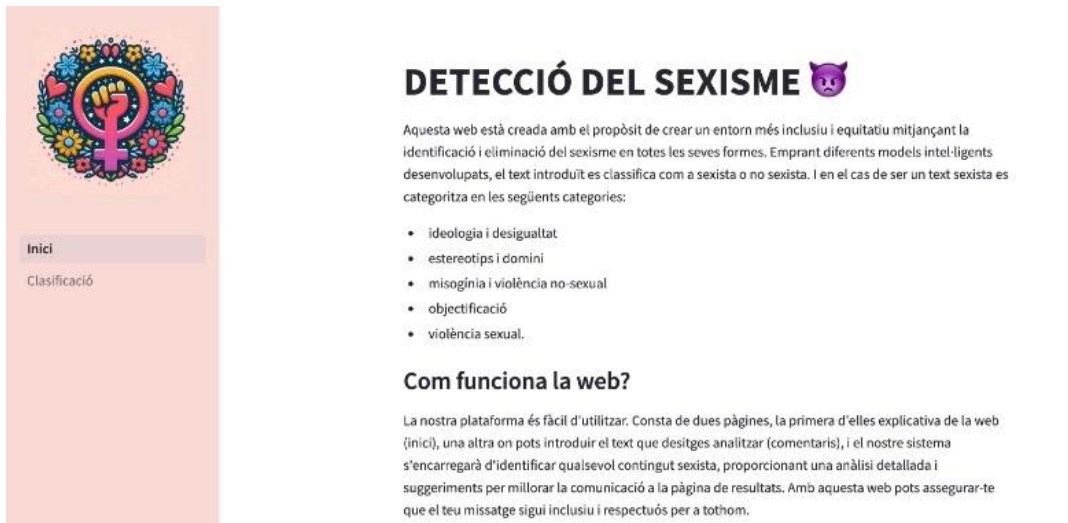 Inici
Clasificació
DETECCIÓ DEL SEXISME 👿
Aquesta web està creada amb el propòsit de crear un entorn més inclusiu i equitatiu mitjançant la
identificació i eliminació del sexisme en totes les seves formes. Emprant diferents models intel·ligents
desenvolupats, el text introduït es classifica com a sexista o no sexista. I en el cas de ser un text sexista es
categoritza en les següents categories:
• ideologia i desigualtat
• estereotips i domini
• misogínia i violència no-sexual
• objectificació
• violència sexual.
Com funciona la web?
La nostra plataforma és fàcil d'utilitzar. Consta de dues pàgines, la primera d'elles explicativa de la web
(inici), una altra on pots introduir el text que desitges analitzar (comentaris), i el nostre sistema
s'encarregarà d'identificar qualsevol contingut sexista, proporcionant una anàlisi detallada i
suggeriments per millorar la comunicació a la pàgina de resultats. Amb aquesta web pots assegurar-te
que el teu missatge sigui inclusiu i respectuós per a tothom.